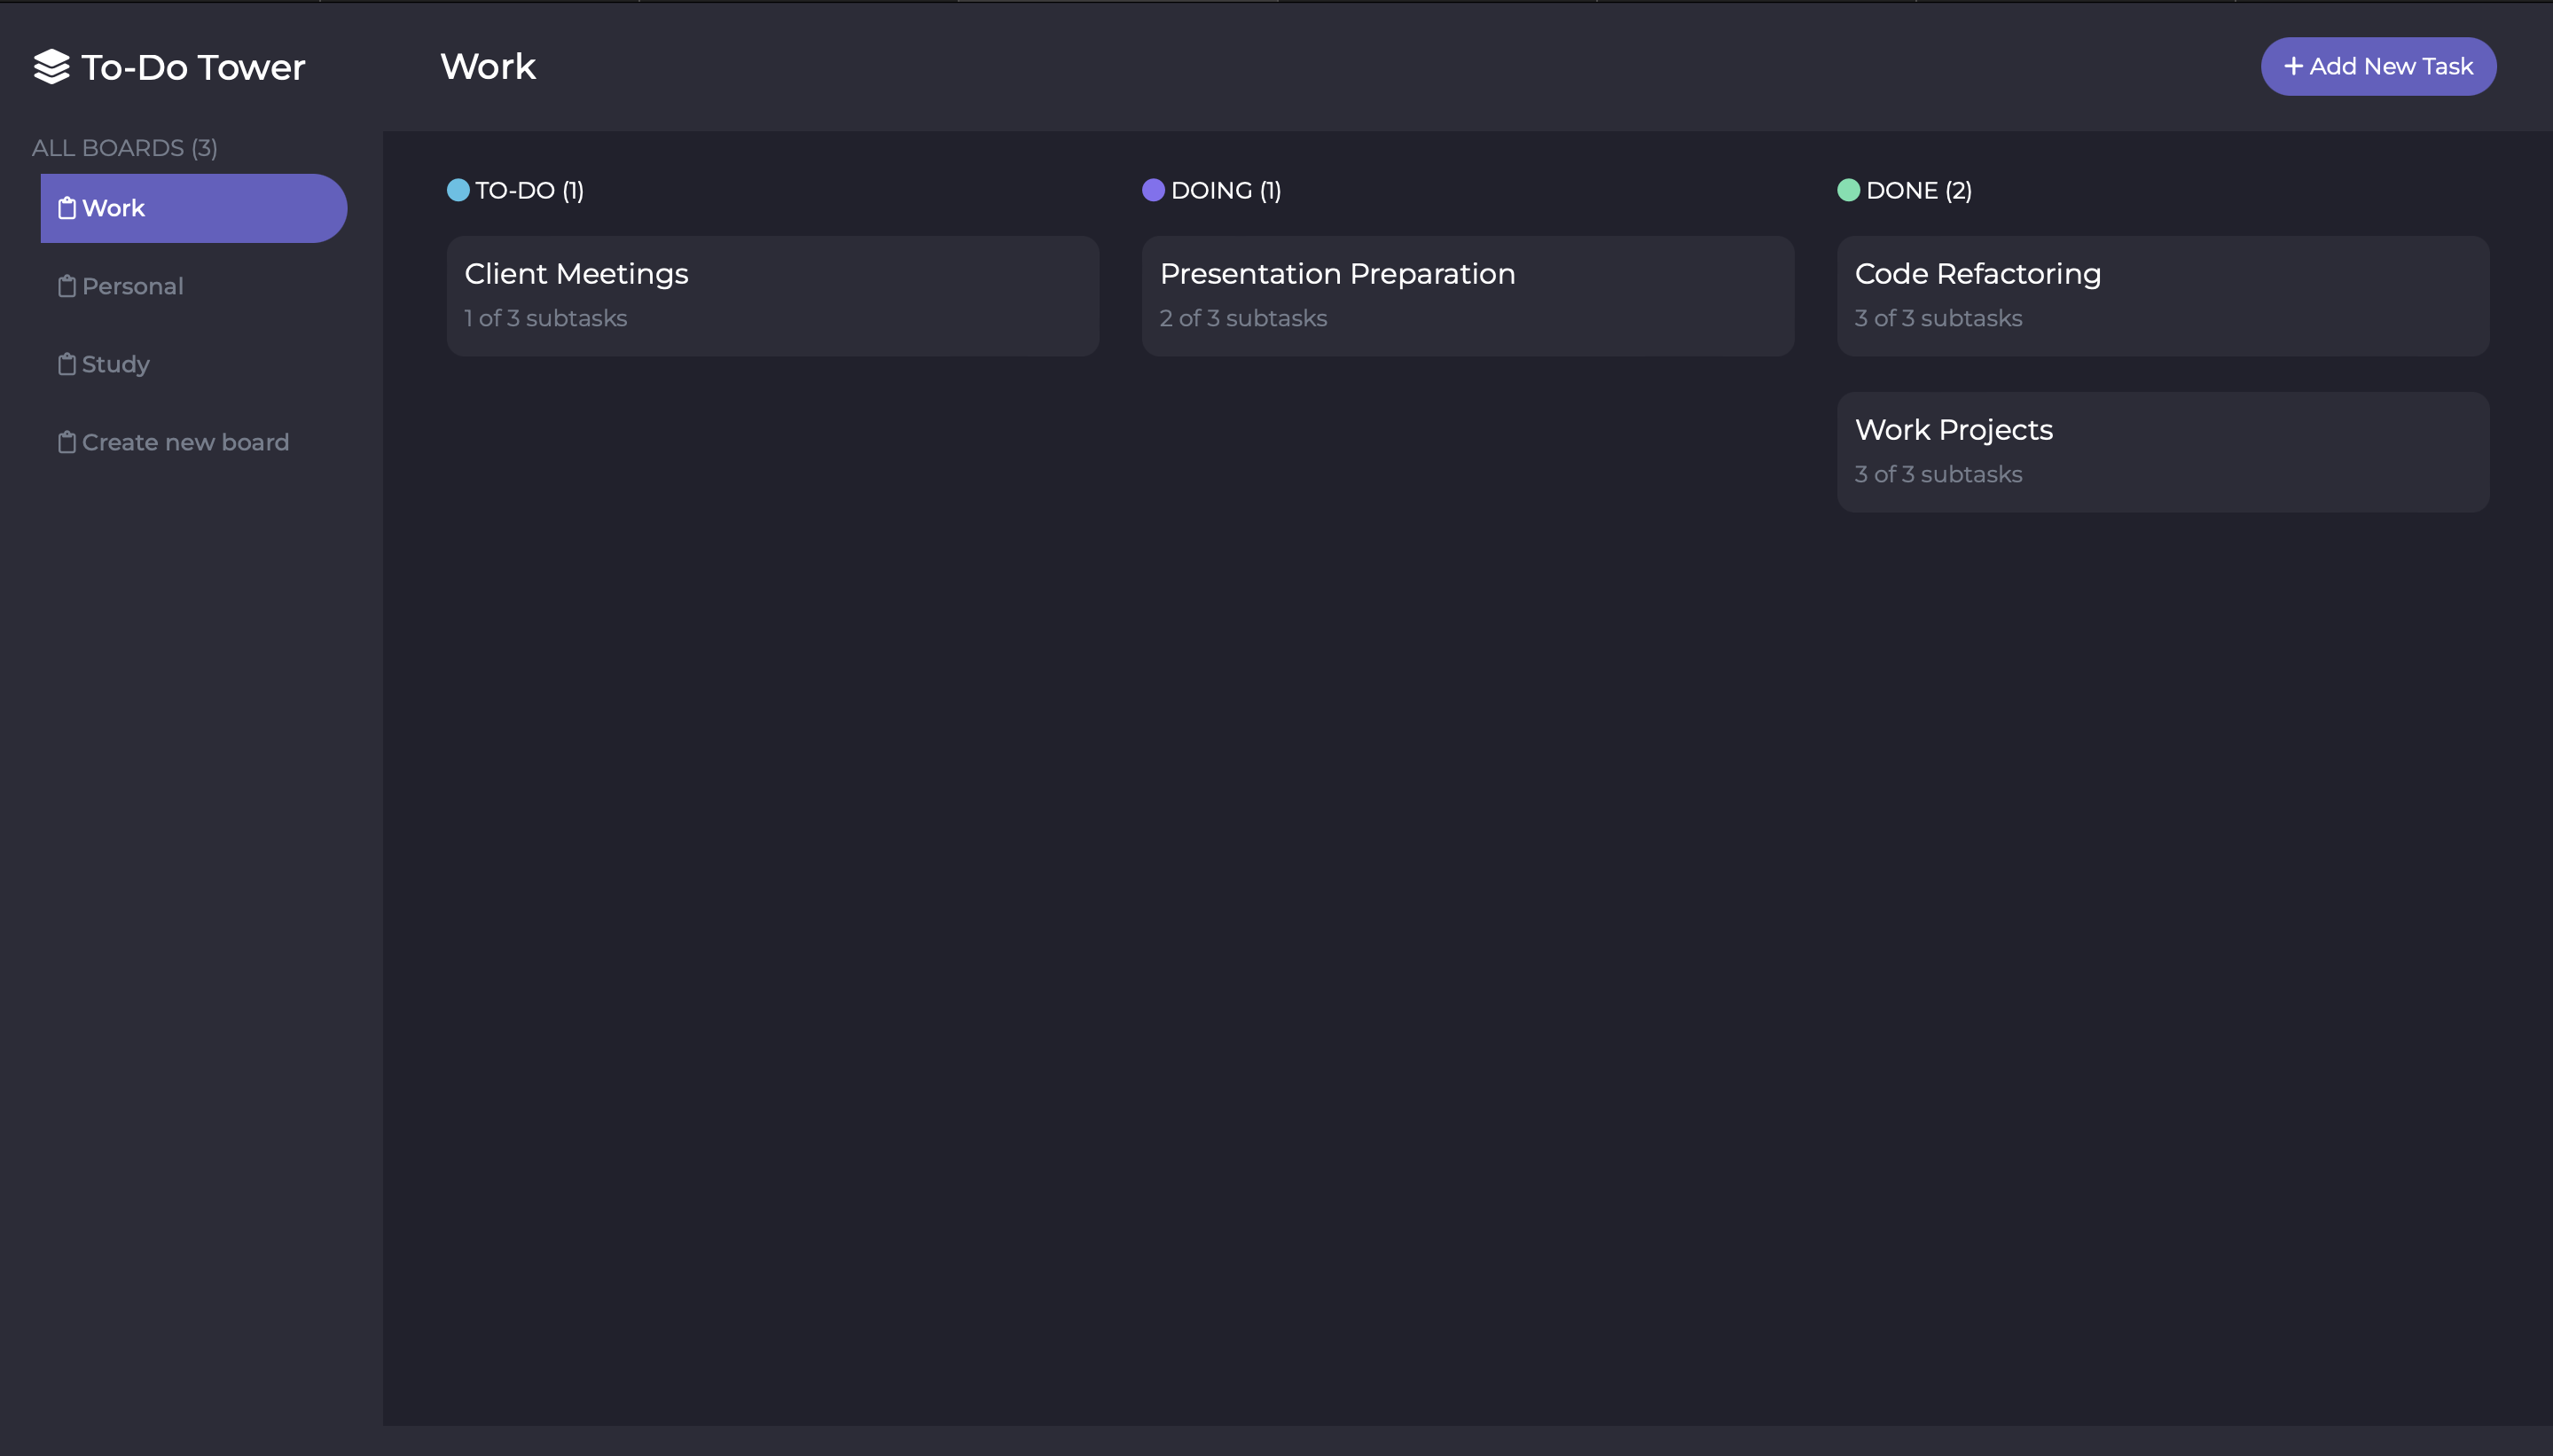 To-Do Tower
ALL BOARDS (3)
Work
Personal
Study
Create new board
Work
+ Add New Task
TO-DO (1)
Client Meetings
1 of 3 subtasks
DOING (1)
Presentation Preparation
2 of 3 subtasks
DONE (2)
Code Refactoring
3 of 3 subtasks
Work Projects
3 of 3 subtasks